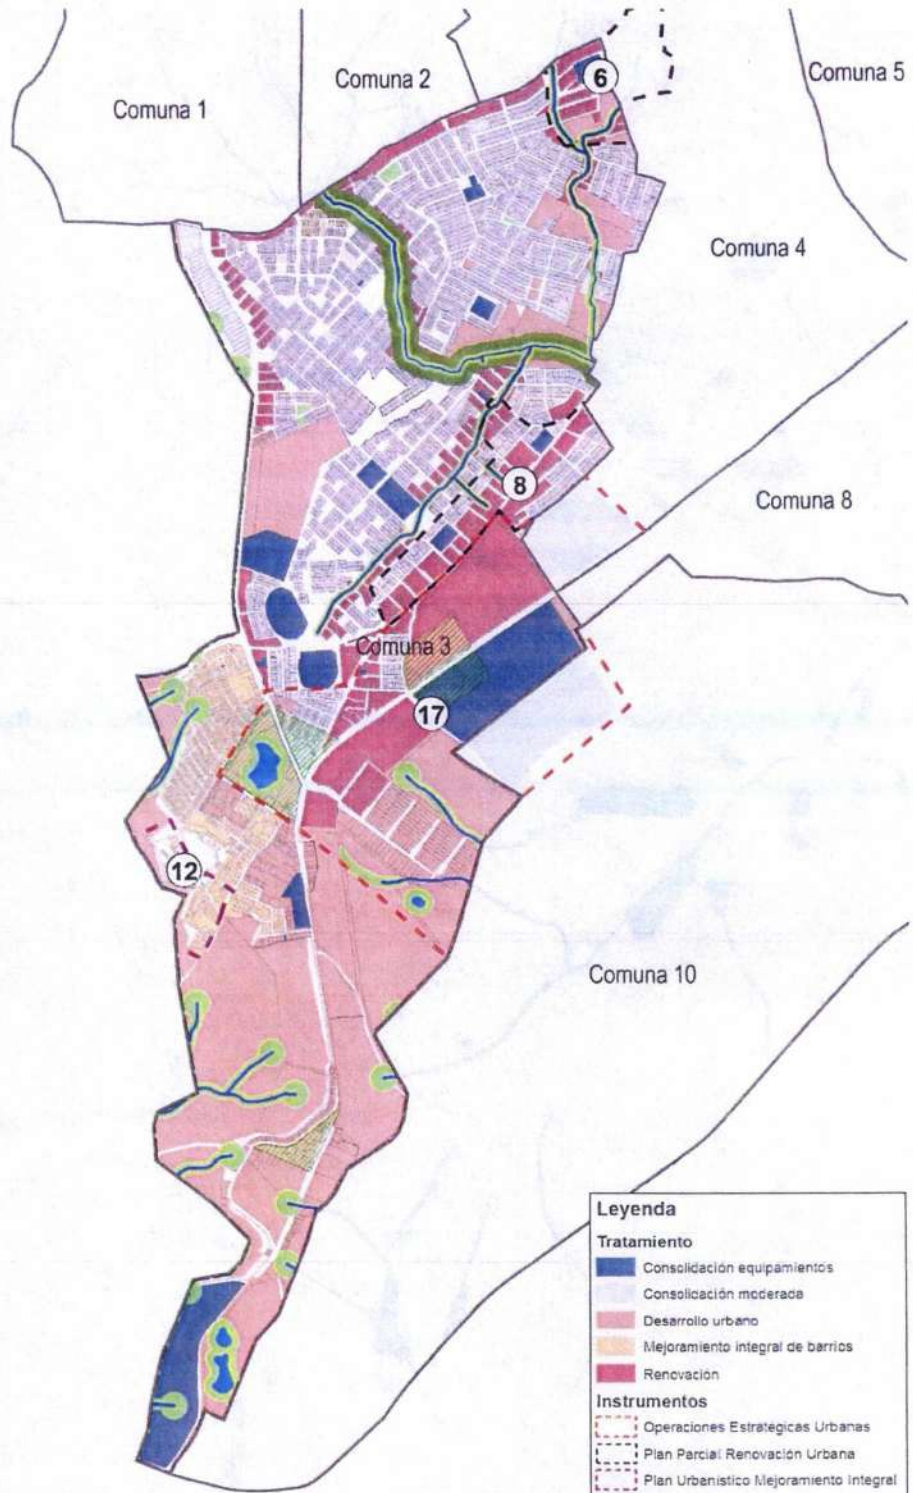 Comuna 1
Comuna 2
6
Comuna 5
Comuna 4
8
Comuna 8
Comuna 3
17
12
Comuna 10
Leyenda
Tratamiento
Consolidación equipamientos
Consolidación moderada
Desarrollo urbano
Mejoramiento integral de barrios
Renovación
Instrumentos
Operaciones Estratégicas Urbanas
Plan Parcial Renovación Urbana
Plan Urbanístico Mejoramiento Integral